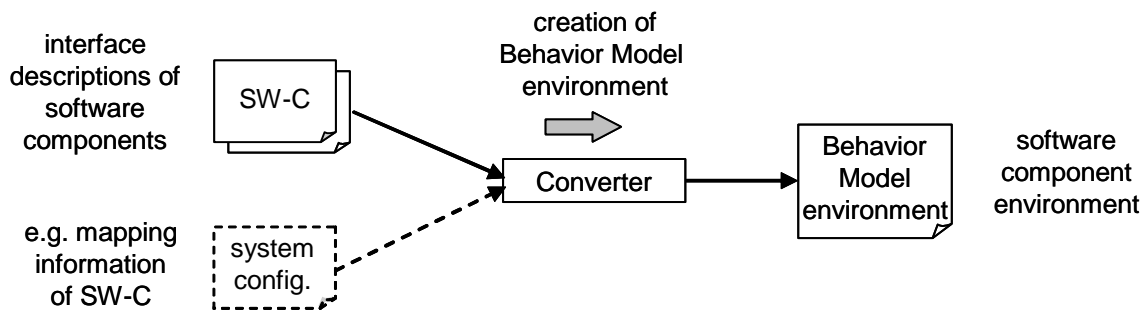 interface
descriptions of
software
components
SW-C
creation of
Behavior Model
environment
Converter
Behavior
Model
environment
software
component
environment
e.g. mapping
information
of SW-C
system
config.